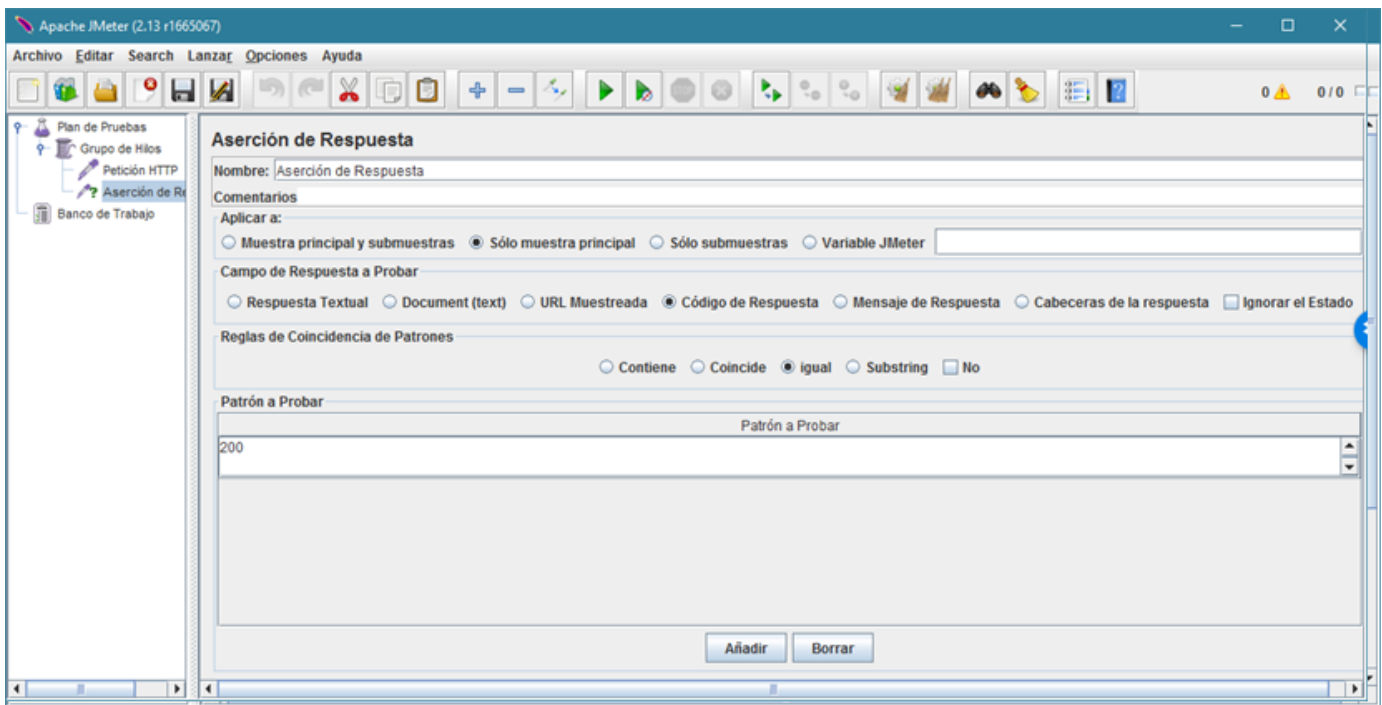 Apache JMeter (2.13 r1665067)
Archivo Editar Search Lanzar Opciones Ayuda
0 0 / 0
Plan de Pruebas
Grupo de Hilos
Petición HTTP
Aserción de Re
Banco de Trabajo
Aserción de Respuesta
Nombre: Aserción de Respuesta
Comentarios
Aplicar a:
Muestra principal y submuestras Sólo muestra principal Sólo submuestras Variable JMeter
Campo de Respuesta a Probar
Respuesta Textual Document (text) URL Muestreada Código de Respuesta Mensaje de Respuesta Cabeceras de la respuesta Ignorar el Estado
Reglas de Coincidencia de Patrones
Contiene Coincide igual Substring No
Patrón a Probar
Patrón a Probar
200
Añadir Borrar